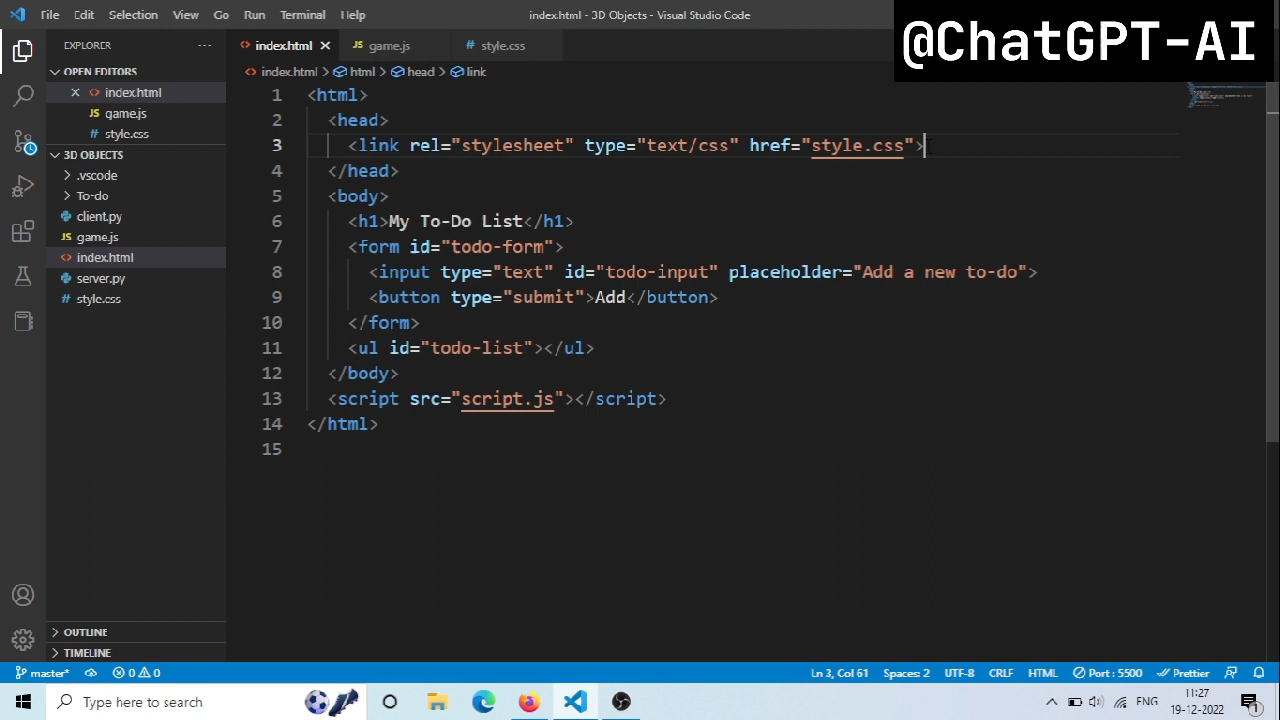 File Edit Selection View Go Run Terminal Help
index.html - 3D Objects - Visual Studio Code
@ChatGPT-AI
EXPLORER
index.html
game.js
style.css
OPEN EDITORS
index.html
game.js
style.css
3D OBJECTS
.vscode
To-do
client.py
game.js
index.html
server.py
style.css
OUTLINE
TIMELINE
index.html > html > head > link
1 <html>
2 <head>
3 <link rel="stylesheet" type="text/css" href="style.css">
4 </head>
5 <body>
6 <h1>My To-Do List</h1>
7 <form id="todo-form">
8 <input type="text" id="todo-input" placeholder="Add a new to-do">
9 <button type="submit">Add</button>
10 </form>
11 <ul id="todo-list"></ul>
12 </body>
13 <script src="script.js"></script>
14 </html>
15
master* 0 0
Ln 3, Col 61 Spaces: 2 UTF-8 CRLF HTML Port : 5500 Prettier
Type here to search
ENG
11:27
19-12-2022
1